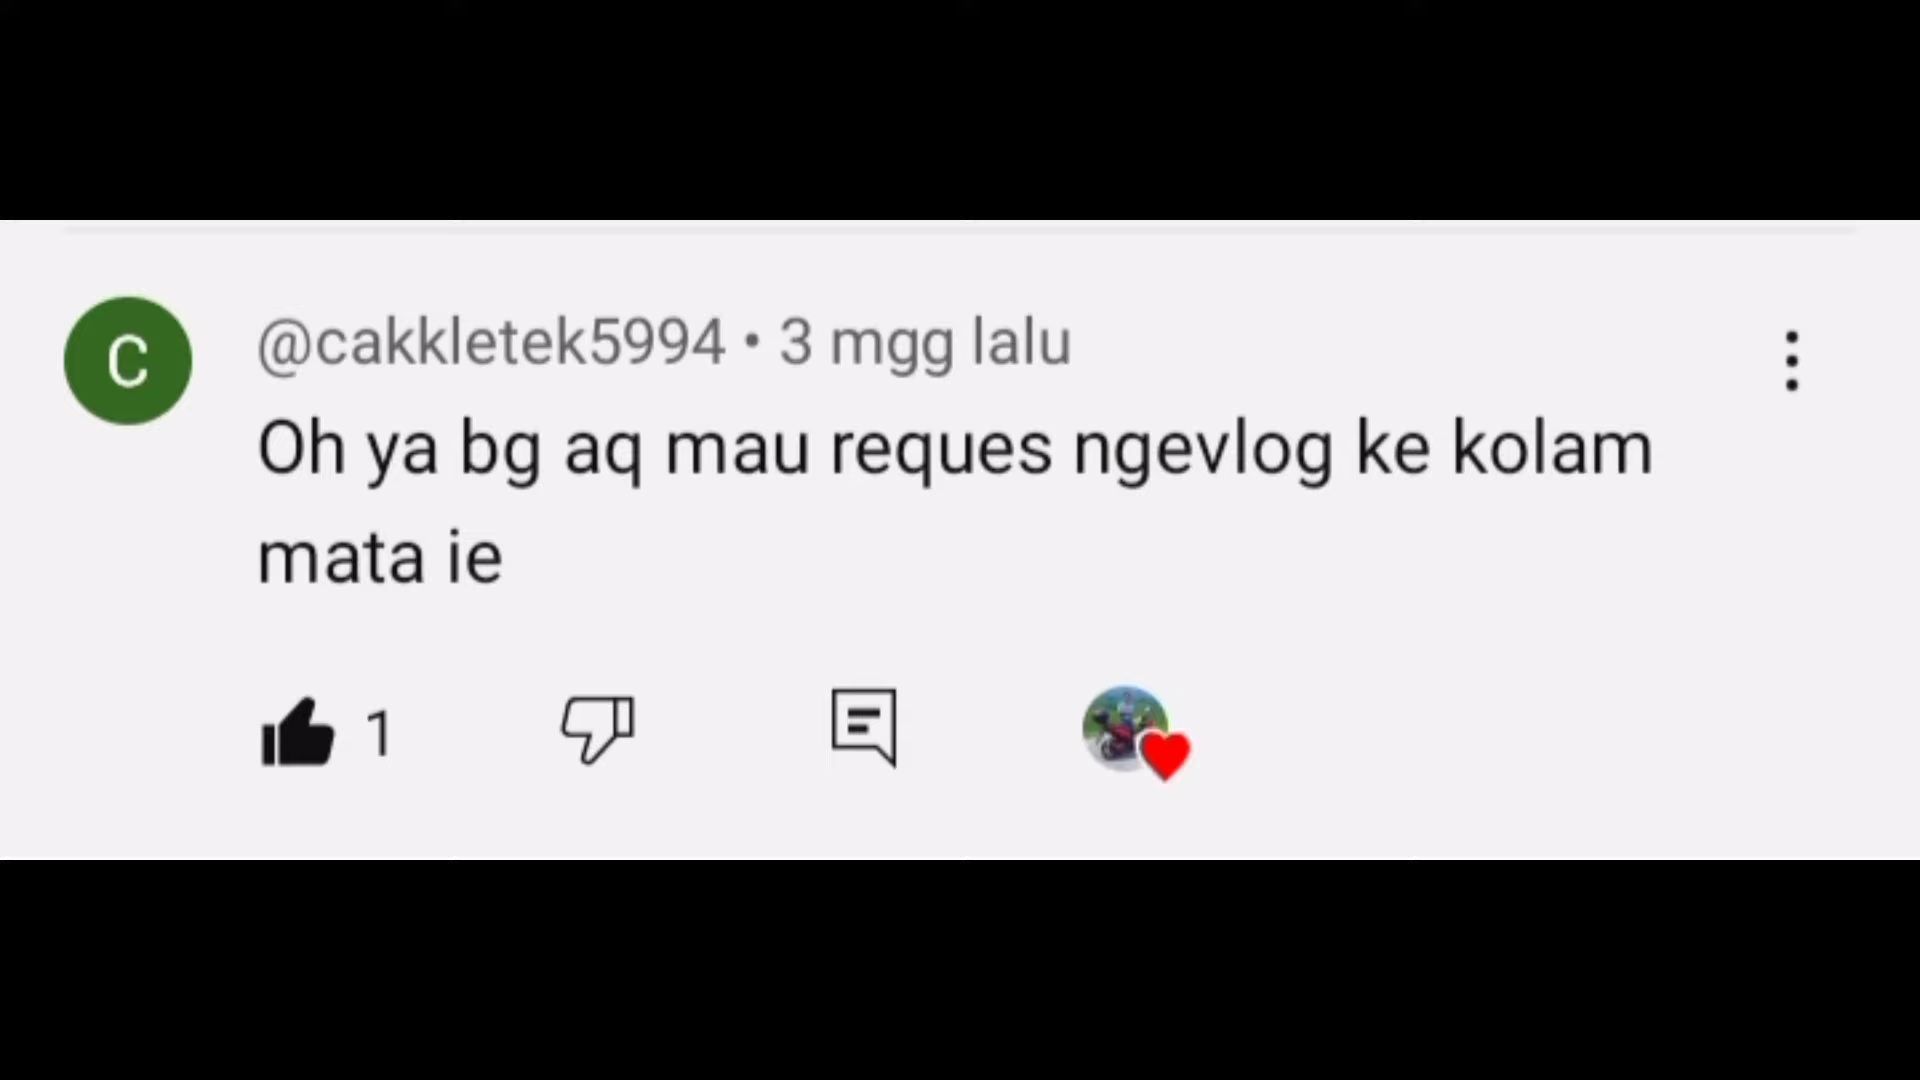 C
@cakkletek5994 • 3 mgg lalu
Oh ya bg aq mau reques ngevlog ke kolam
mata ie
1